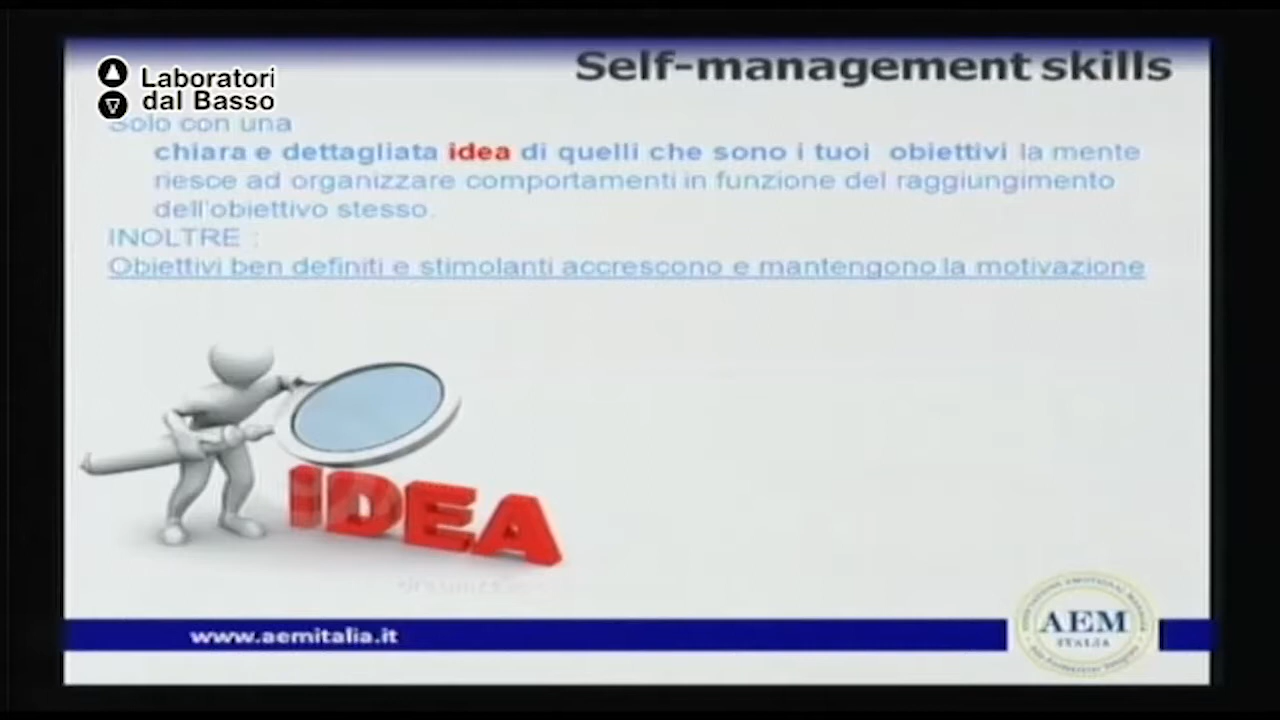 Self-management skills
Laboratori
dal Basso
Solo con una
chiara e dettagliata idea di quelli che sono i tuoi obiettivi la mente
riesce ad organizzare comportamenti in funzione del raggiungimento
dell'obiettivo stesso.
INOLTRE :
Obiettivi ben definiti e stimolanti accrescono e mantengono la motivazione
IDEA
www.aemitalia.it
AEM
ITALIA